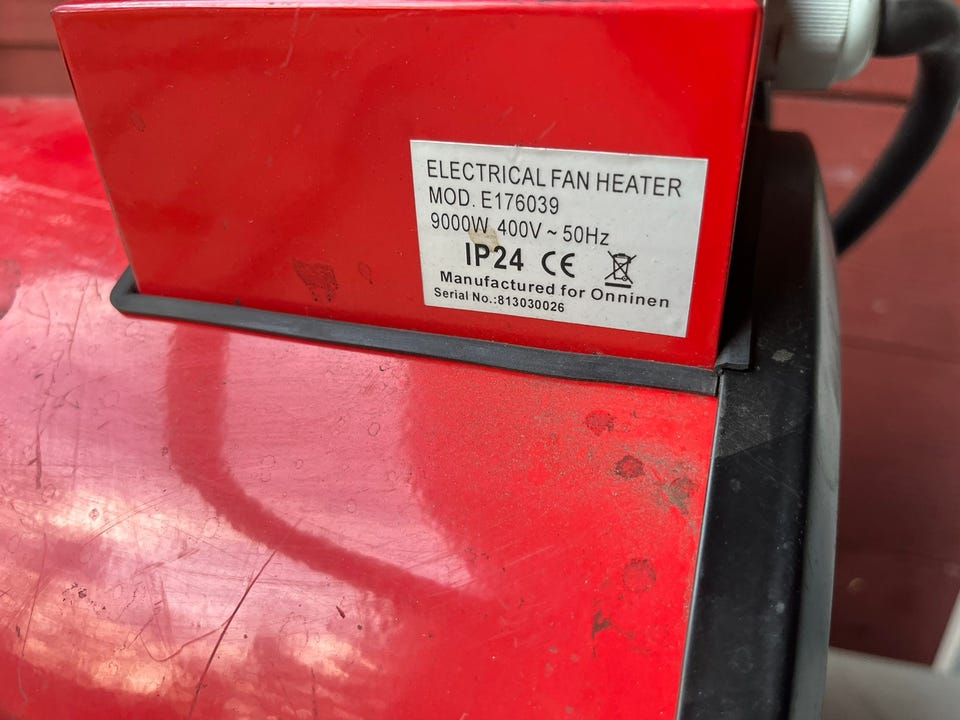 ELECTRICAL FAN HEATER
MOD. E176039
9000W 400V ~ 50Hz
IP24 CE
Manufactured for Onninen
Serial No.:813030026